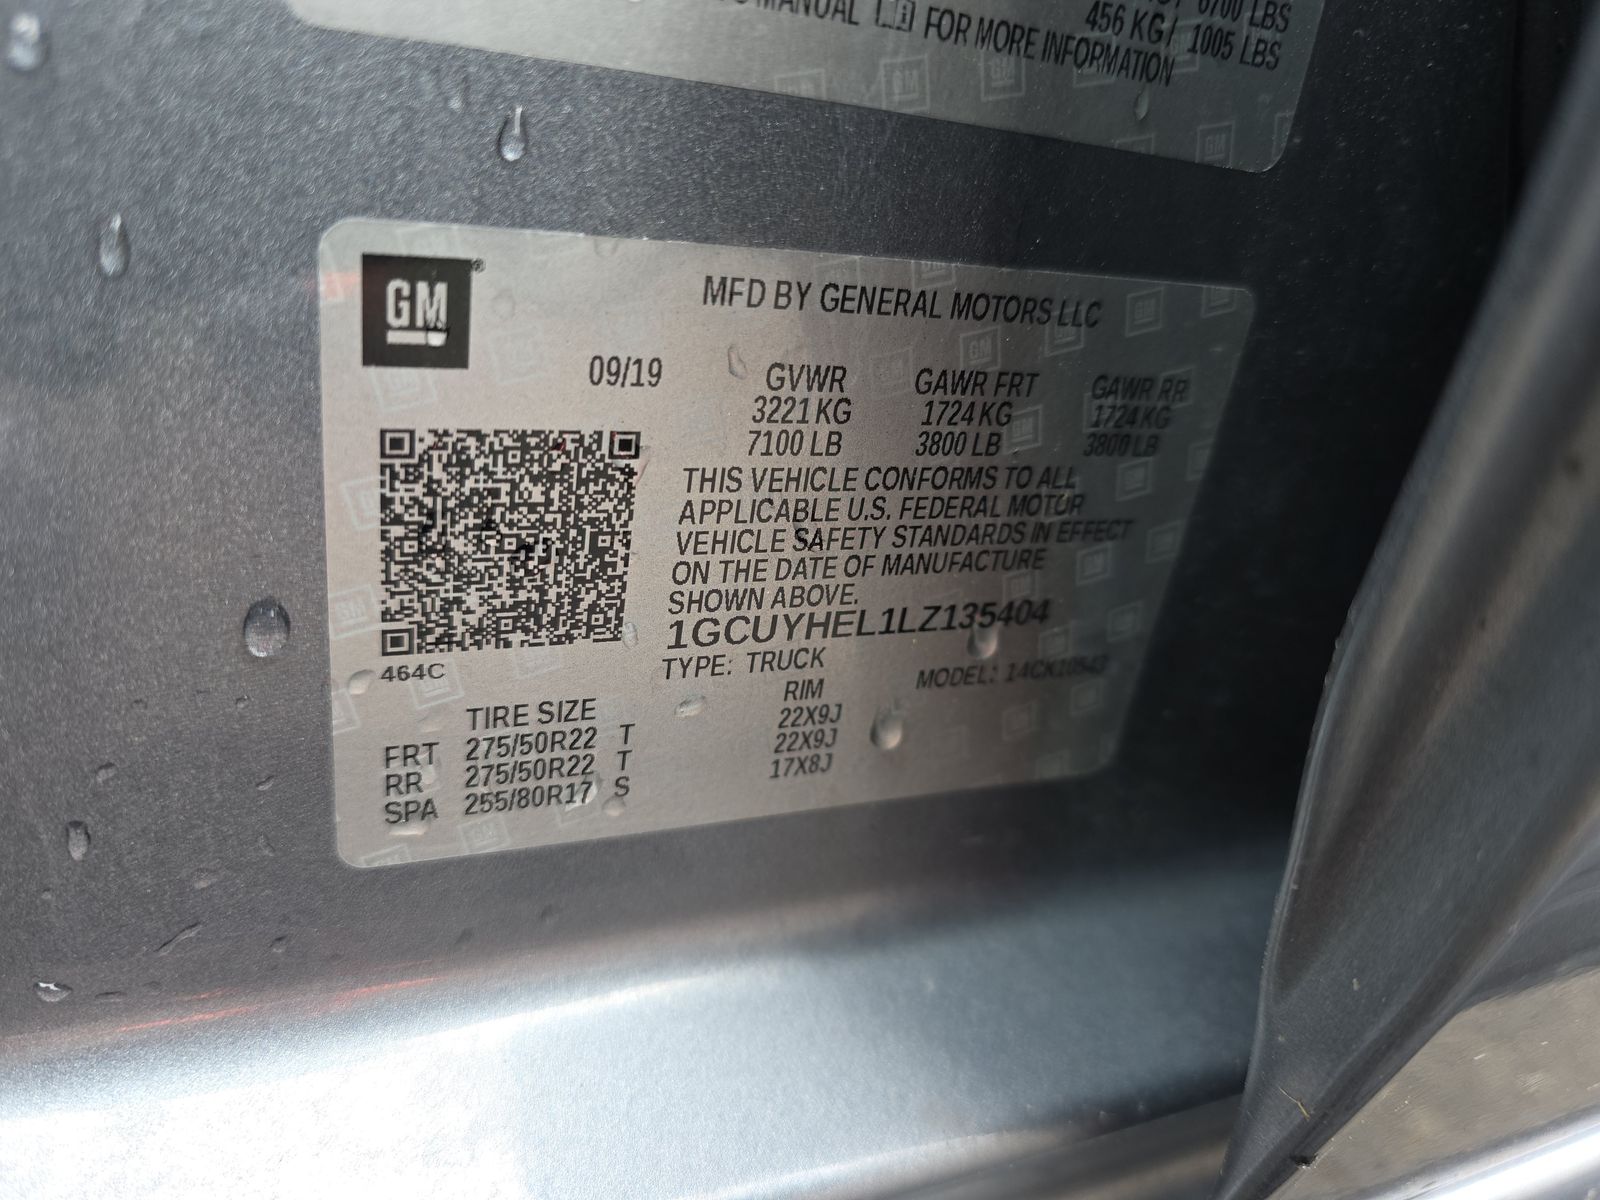 MANUAL FOR MORE INFORMATION
6700 LBS
456 KG / 1005 LBS
GM
MFD BY GENERAL MOTORS LLC
09/19 GVWR GAWR FRT GAWR RR
3221 KG 1724 KG 1724 KG
7100 LB 3800 LB 3800 LB
THIS VEHICLE CONFORMS TO ALL
APPLICABLE U.S. FEDERAL MOTOR
VEHICLE SAFETY STANDARDS IN EFFECT
ON THE DATE OF MANUFACTURE
SHOWN ABOVE.
1GCUYHEL1LZ135404
464C
TYPE: TRUCK MODEL: 14CK10543
TIRE SIZE RIM
FRT 275/50R22 T 22X9J
RR 275/50R22 T 22X9J
SPA 255/80R17 S 17X8J